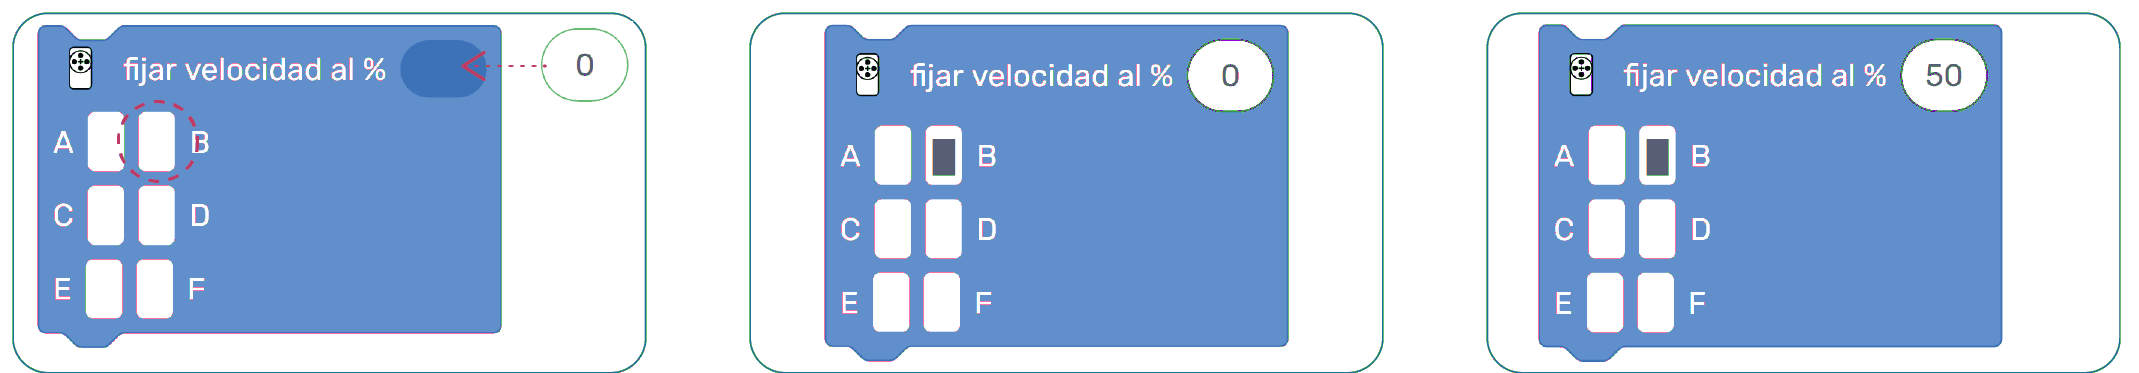 fijar velocidad al % 0
A B
C D
E F
fijar velocidad al % 0
A B
C D
E F
fijar velocidad al % 50
A B
C D
E F